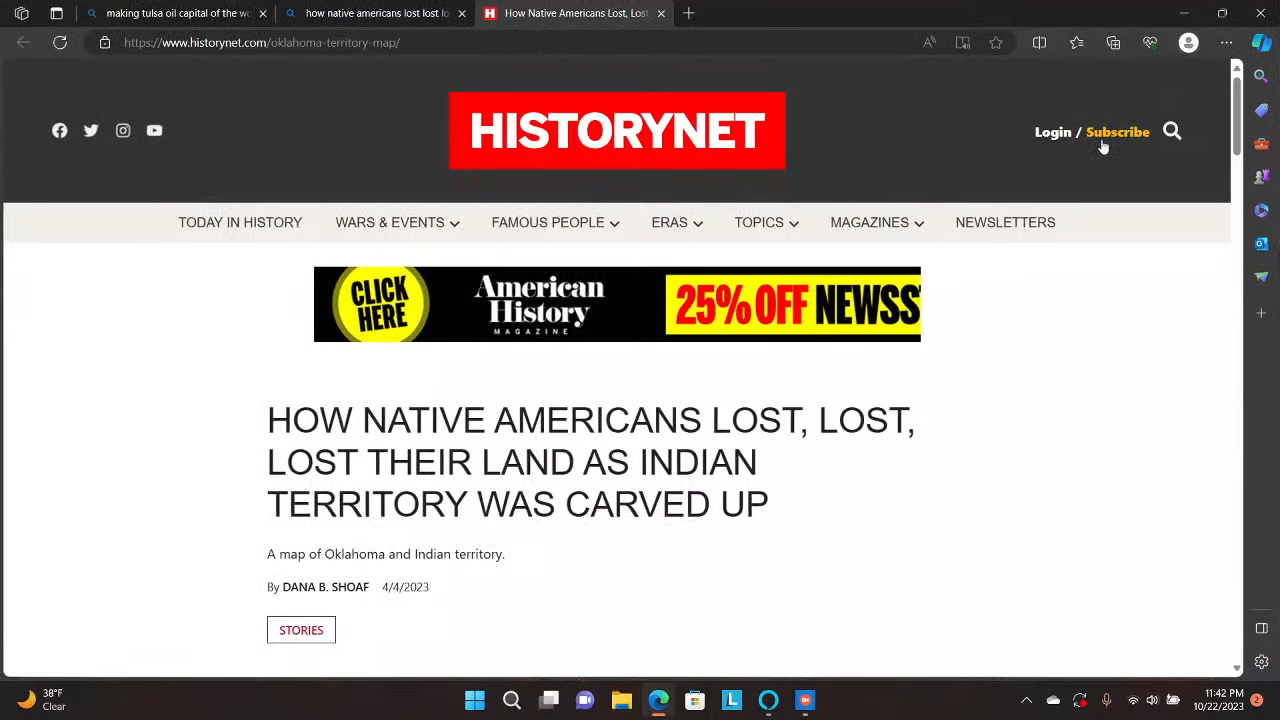 making tulsa oil capital of the wo
how native americans lost lost lo
How Native Americans Lost, Lost,
https://www.historynet.com/oklahoma-territory-map/
HISTORYNET
Login / Subscribe
TODAY IN HISTORY WARS & EVENTS FAMOUS PEOPLE ERAS TOPICS MAGAZINES NEWSLETTERS
CLICK
HERE
American
History
MAGAZINE
25% OFF NEWSS
HOW NATIVE AMERICANS LOST, LOST,
LOST THEIR LAND AS INDIAN
TERRITORY WAS CARVED UP
A map of Oklahoma and Indian territory.
By DANA B. SHOAF 4/4/2023
STORIES
38°F
Clear
11:42 PM
10/22/2023
2